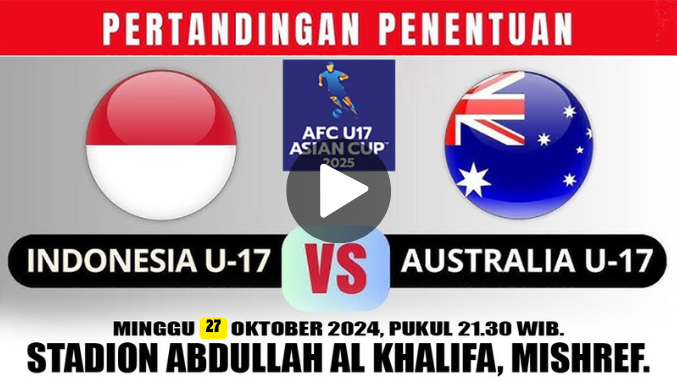 PERTANDINGAN PENENTUAN
AFC U17
ASIAN CUP™
2025
INDONESIA U-17 VS AUSTRALIA U-17
MINGGU 27 OKTOBER 2024, PUKUL 21.30 WIB.
STADION ABDULLAH AL KHALIFA, MISHREF.